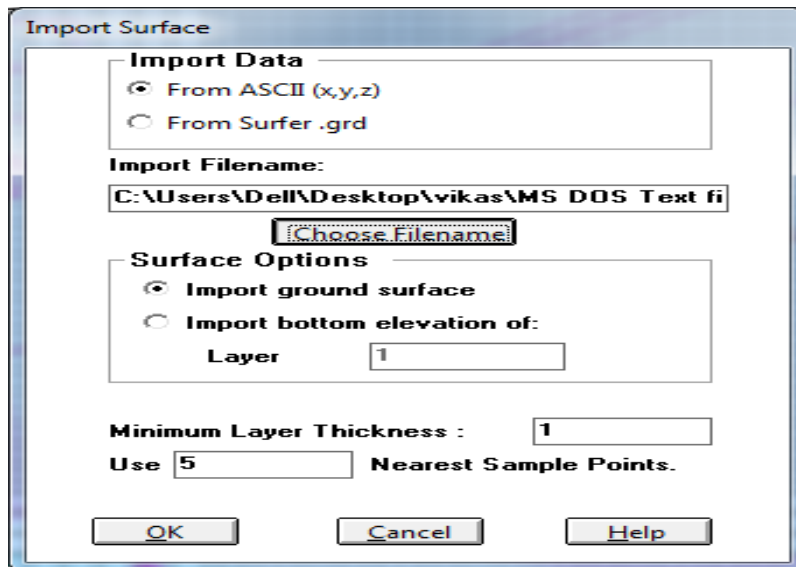 Import Surface
Import Data
From ASCII (x,y,z)
From Surfer .grd
Import Filename:
C:\Users\Dell\Desktop\vikas\MS DOS Text fi
Choose Filename
Surface Options
Import ground surface
Import bottom elevation of:
Layer 1
Minimum Layer Thickness : 1
Use 5 Nearest Sample Points.
OK Cancel Help